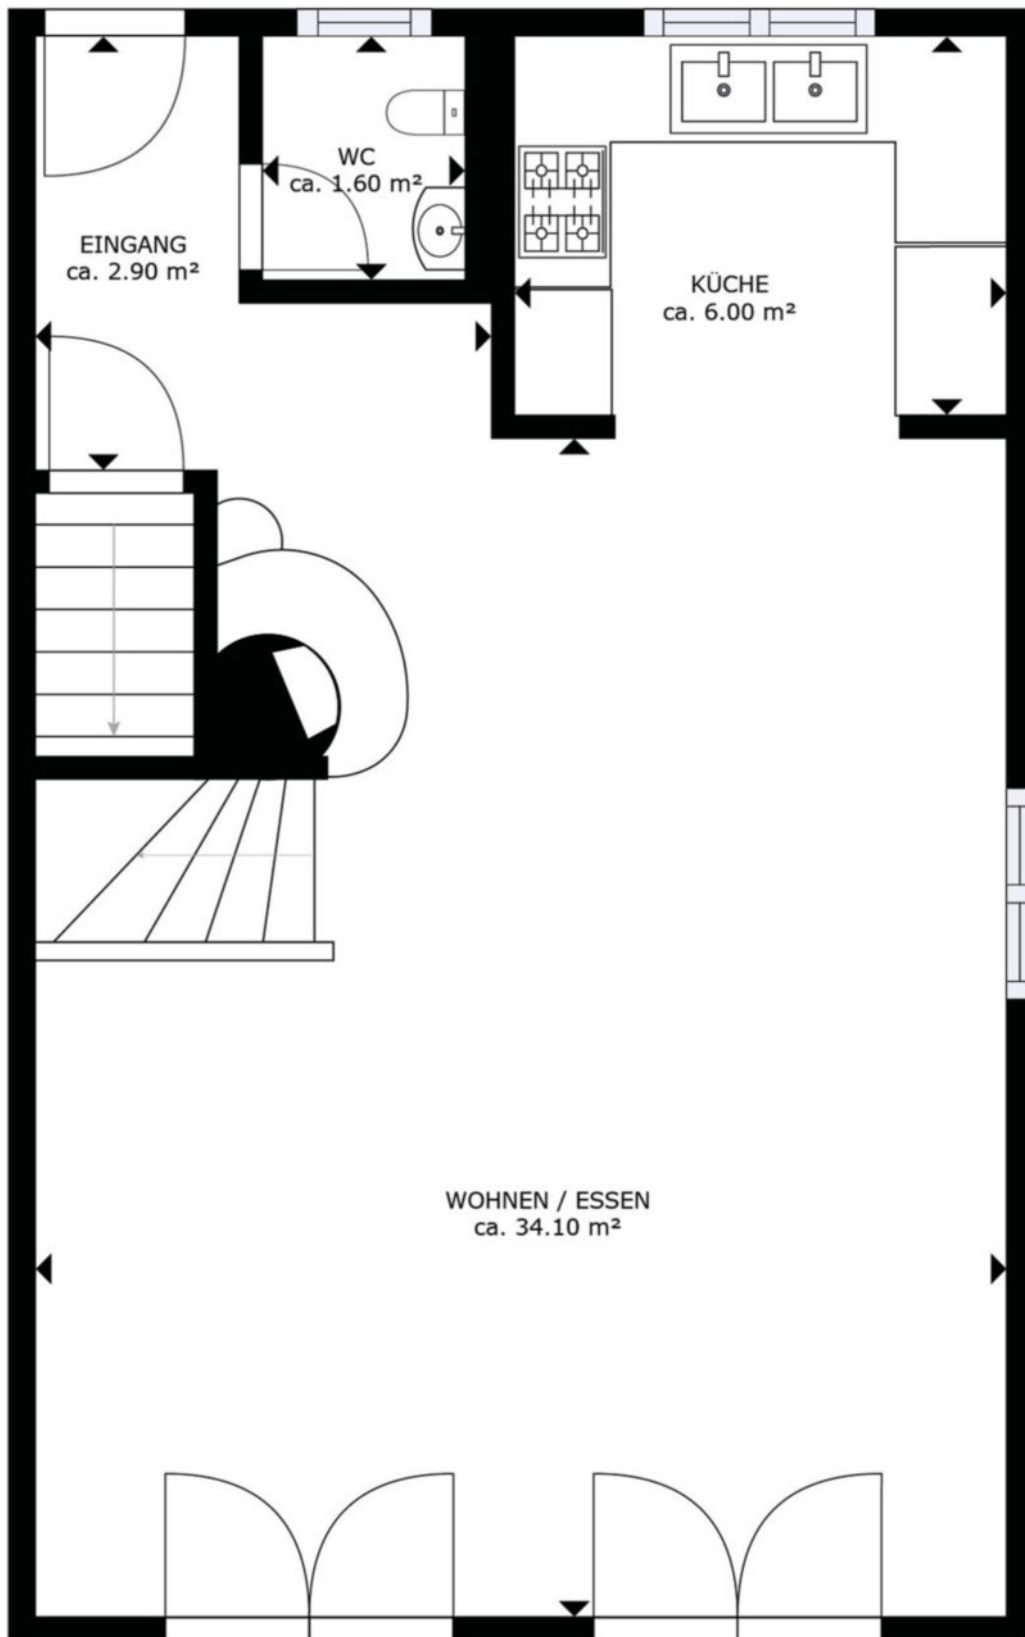 WC
ca. 1.60 m²
EINGANG
ca. 2.90 m²
KÜCHE
ca. 6.00 m²
WOHNEN / ESSEN
ca. 34.10 m²